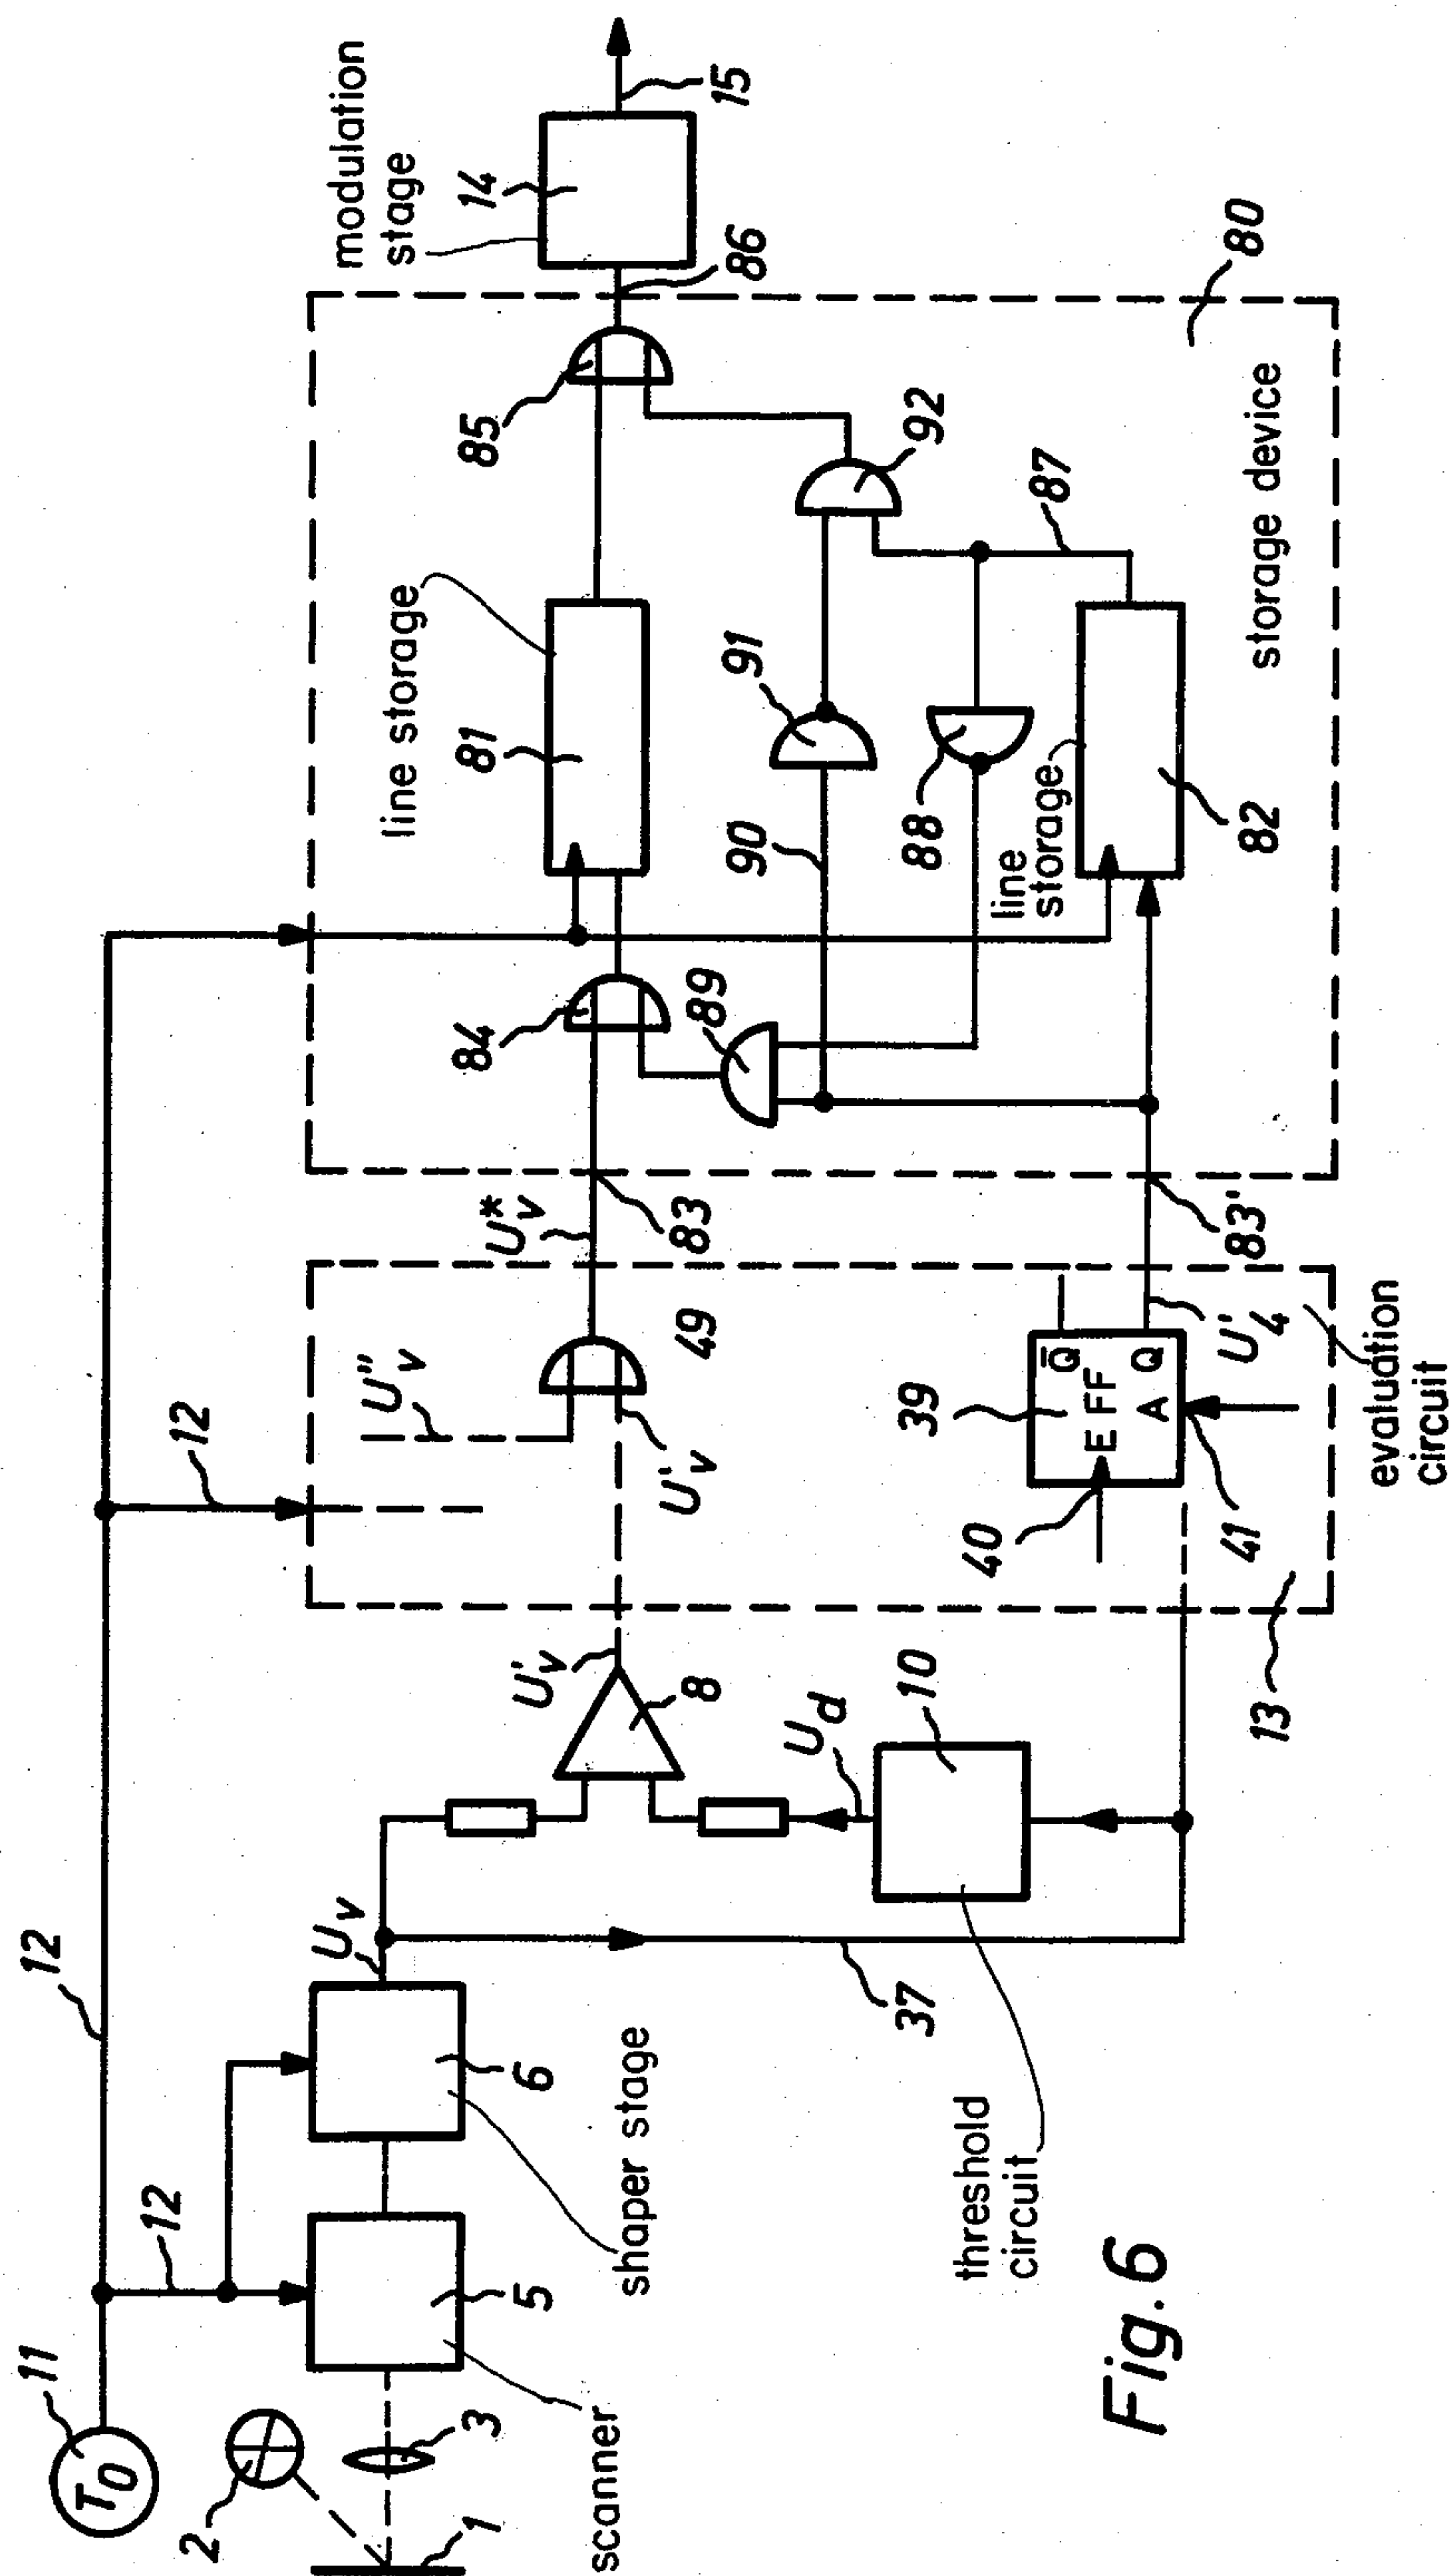 11
T0
12
12
12
2
3
1
scanner
5
6
shaper stage
Uv
37
threshold
circuit
10
Ud
8
U'v
U'v
U"v
49
U*v
83
13
39
40
E FF
A
Q̄
Q
41
U'4
83'
evaluation
circuit
84
89
81
line storage
90
91
88
line
storage
82
87
92
85
86
storage device
80
modulation
stage
14
15
Fig. 6